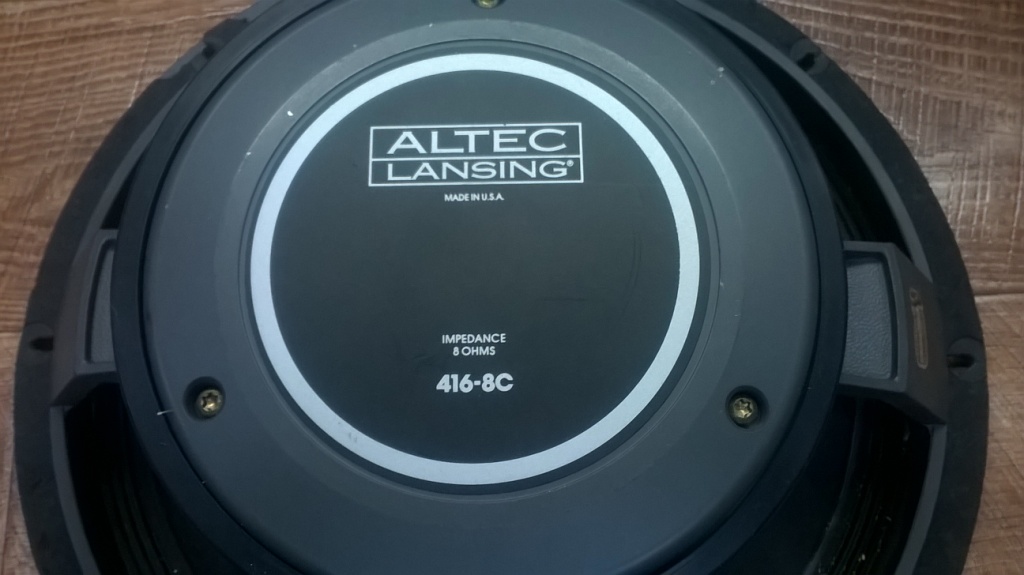 ALTEC
LANSING®
MADE IN U.S.A.
IMPEDANCE
8 OHMS
416-8C